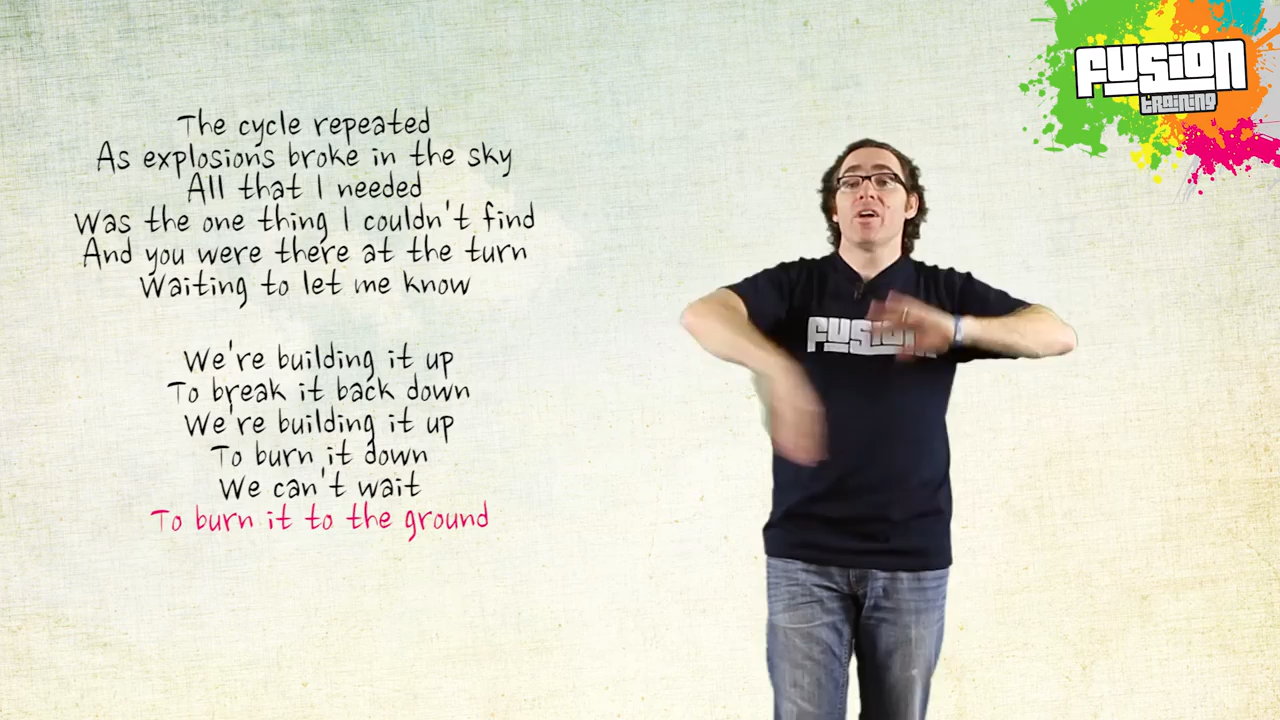 fusion
training
The cycle repeated
As explosions broke in the sky
All that I needed
Was the one thing I couldn't find
And you were there at the turn
Waiting to let me know
We're building it up
To break it back down
We're building it up
To burn it down
We can't wait
To burn it to the ground
fusion